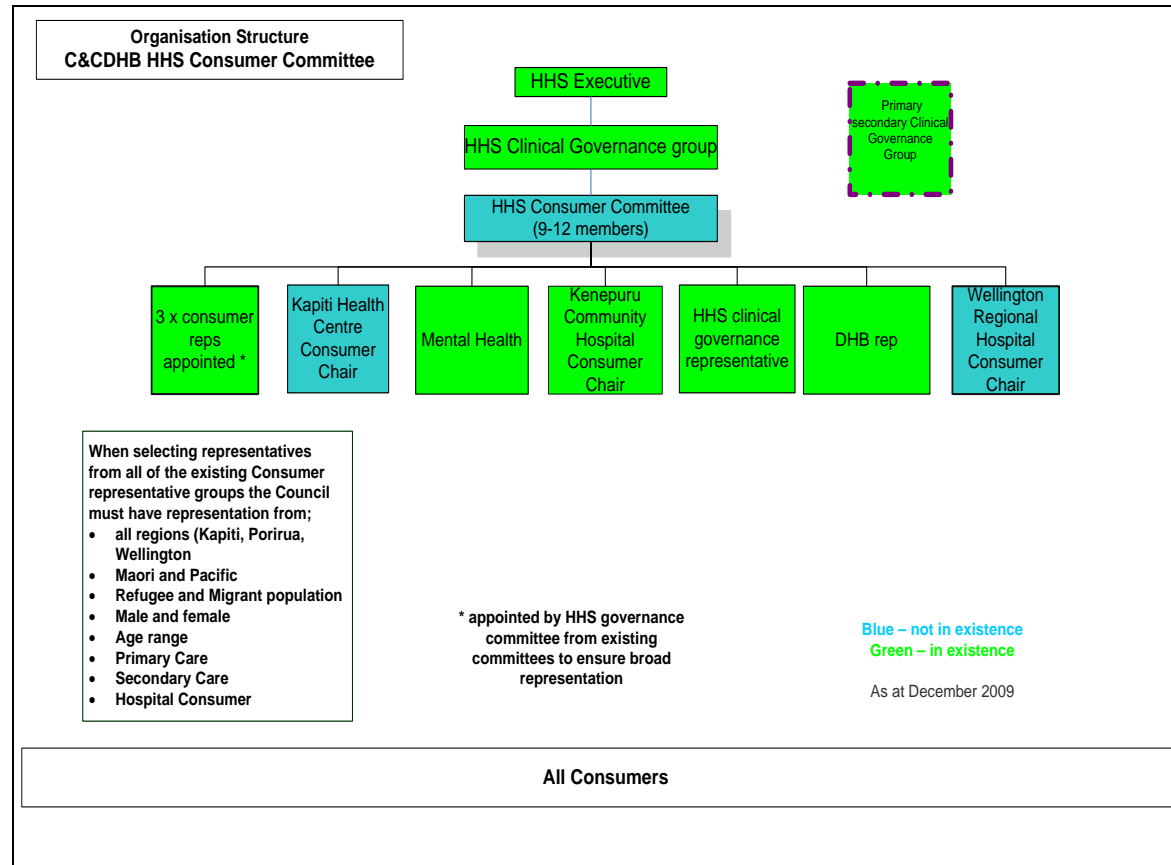 Organisation Structure
C&CDHB HHS Consumer Committee
HHS Executive
HHS Clinical Governance group
HHS Consumer Committee
(9-12 members)
Primary
secondary Clinical
Governance
Group
3 x consumer
reps
appointed *
Kapiti Health
Centre
Consumer
Chair
Mental Health
Kenepuru
Community
Hospital
Consumer
Chair
HHS clinical
governance
representative
DHB rep
Wellington
Regional
Hospital
Consumer
Chair
When selecting representatives
from all of the existing Consumer
representative groups the Council
must have representation from;
• all regions (Kapiti, Porirua,
Wellington
• Maori and Pacific
• Refugee and Migrant population
• Male and female
• Age range
• Primary Care
• Secondary Care
• Hospital Consumer
* appointed by HHS governance
committee from existing
committees to ensure broad
representation
Blue – not in existence
Green – in existence
As at December 2009
All Consumers